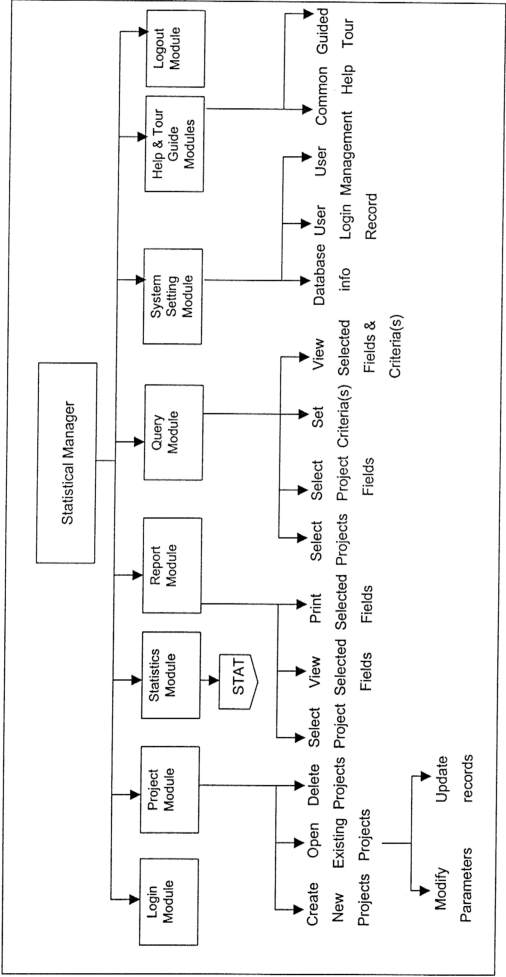 Statistical Manager
Login
Module
Project
Module
Statistics
Module
Report
Module
Query
Module
System
Setting
Module
Help & Tour
Guide
Modules
Logout
Module
STAT
Create
New
Projects
Open
Existing
Projects
Delete
Projects
Modify
Parameters
Update
records
Select
Project
View
Selected
Fields
Print
Selected
Fields
Select
Projects
Select
Project
Fields
Set
Criteria(s)
View
Selected
Fields &
Criteria(s)
Database
info
User
Login
Record
User
Management
Common
Help
Guided
Tour